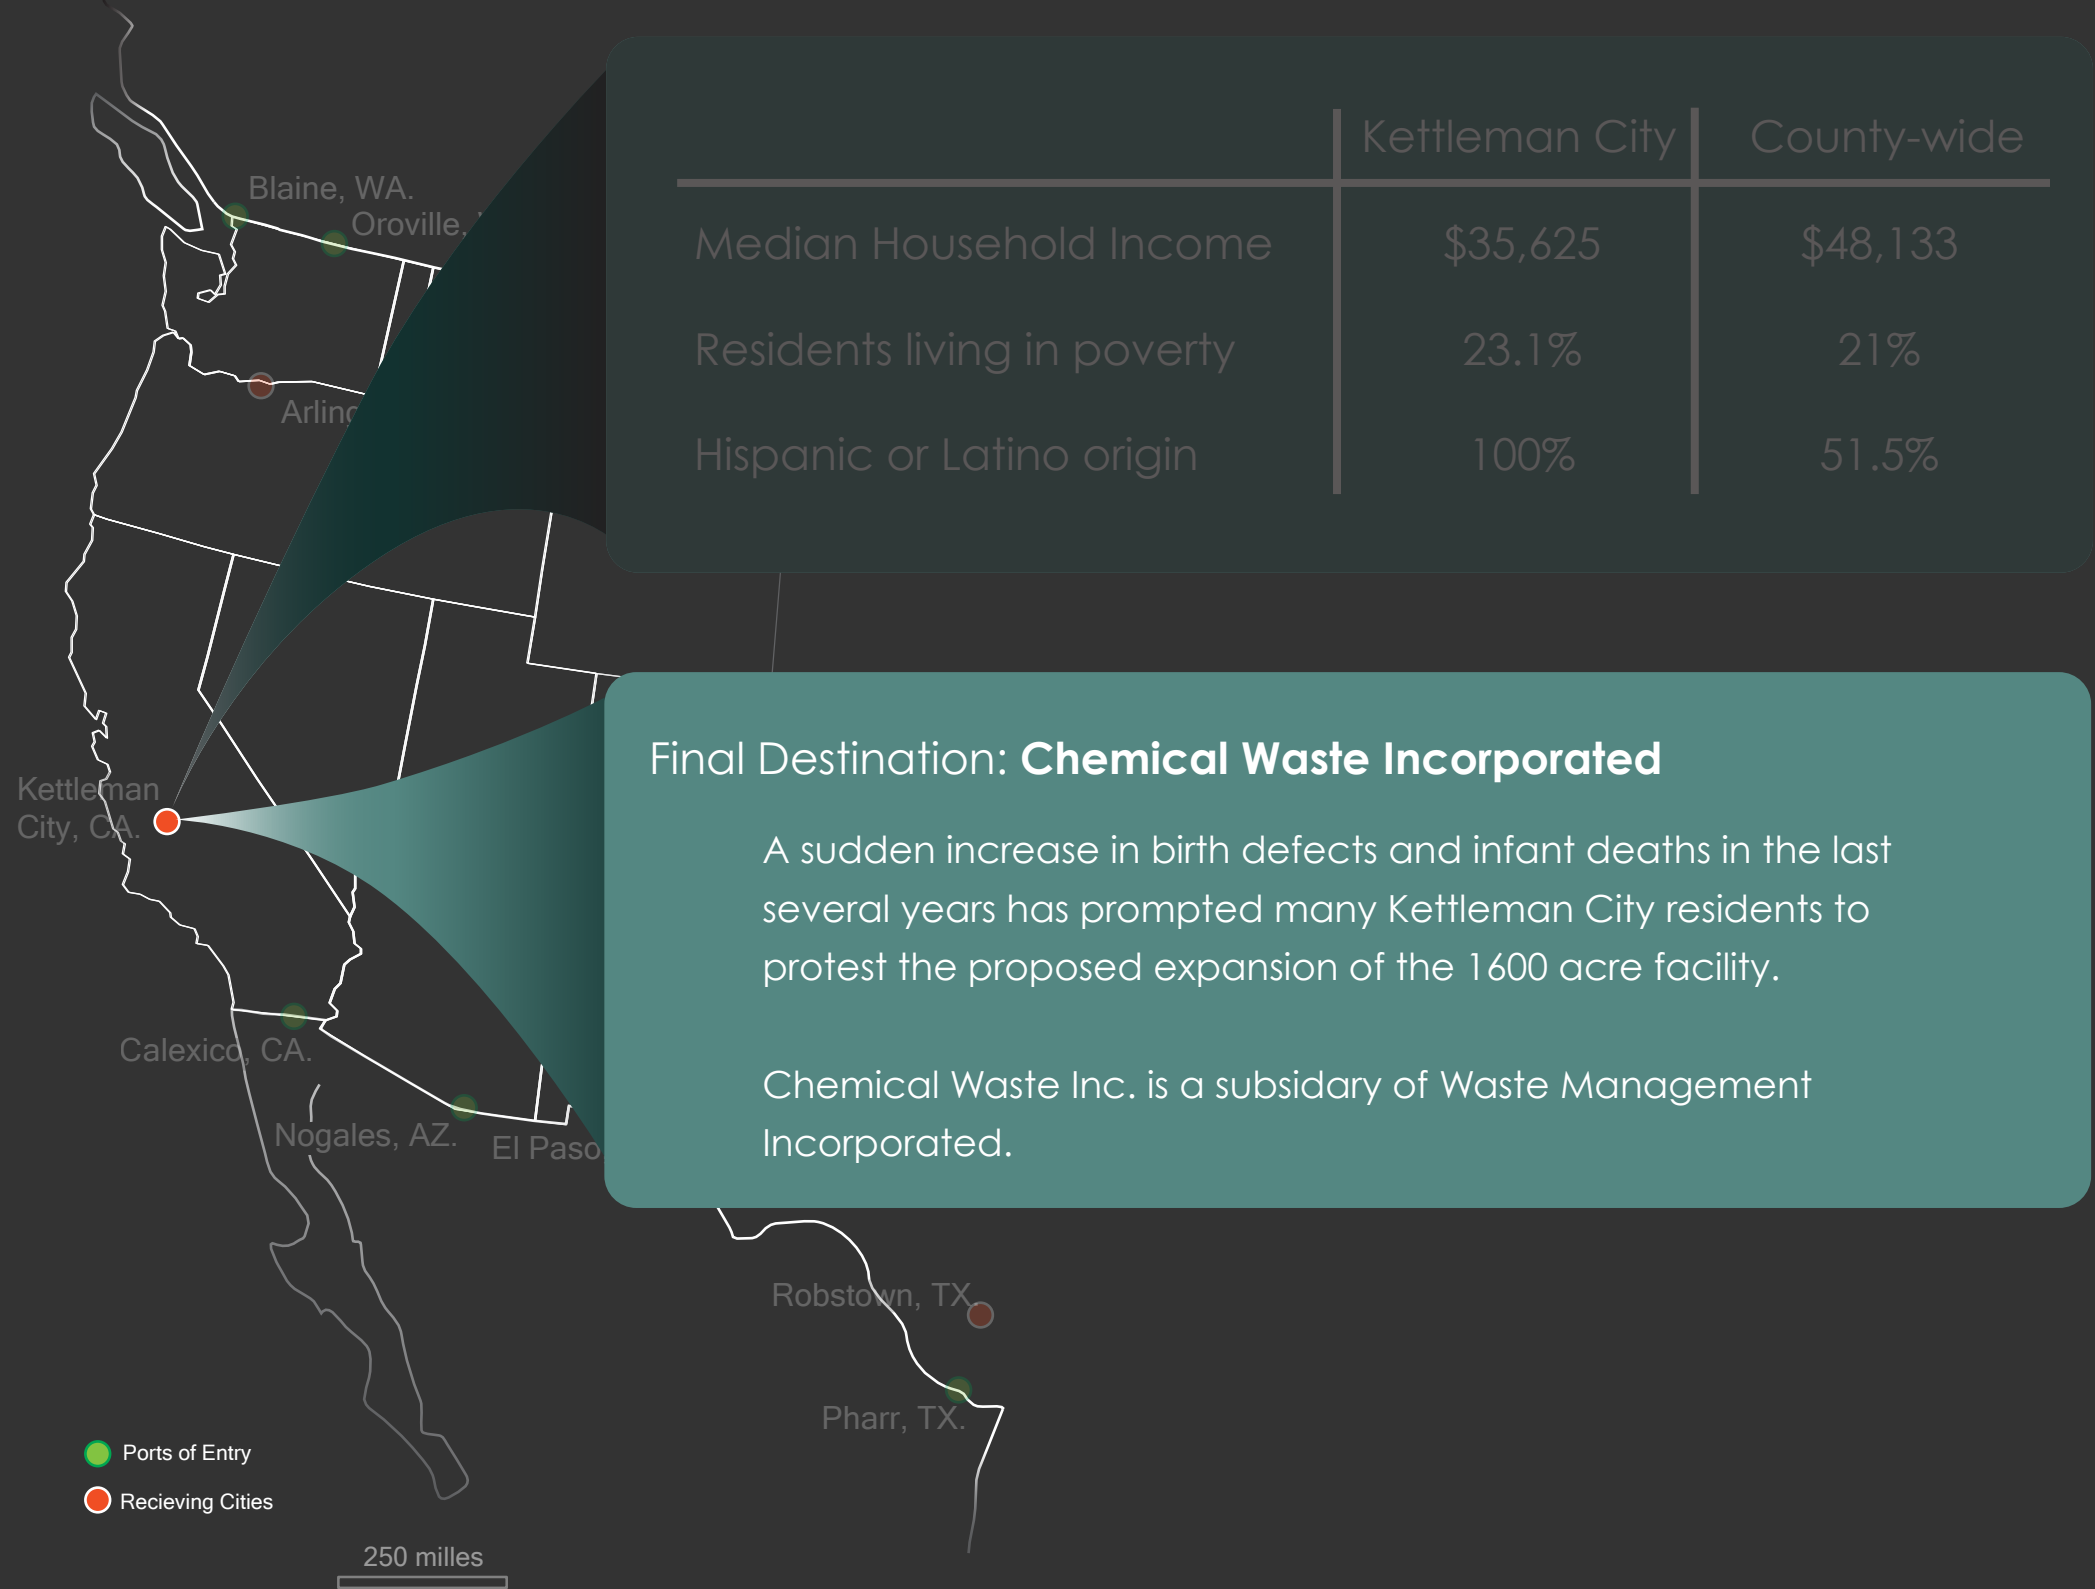 Kettleman City County-wide
Median Household Income $35,625 $48,133
Residents living in poverty 23.1% 21%
Hispanic or Latino origin 100% 51.5%
Blaine, WA.
Oroville,
Final Destination: Chemical Waste Incorporated
A sudden increase in birth defects and infant deaths in the last
several years has prompted many Kettleman City residents to
protest the proposed expansion of the 1600 acre facility.
Chemical Waste Inc. is a subsidary of Waste Management
Incorporated.
Kettleman
City, CA.
Calexico, CA.
Nogales, AZ.
El Paso
Robstown, TX.
Pharr, TX.
Ports of Entry
Recieving Cities
250 milles